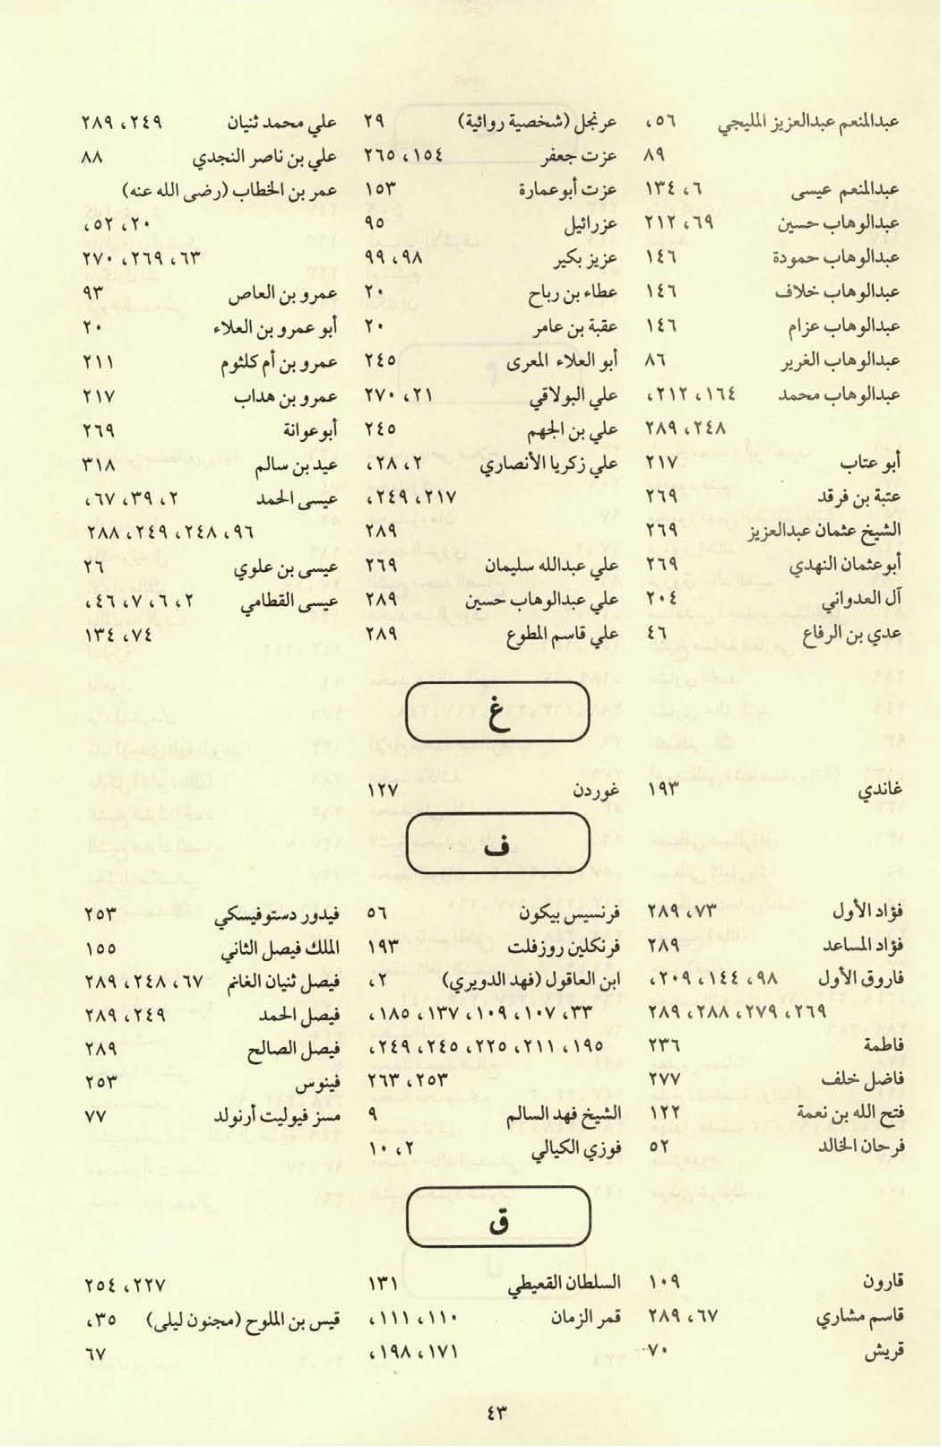 عبدالمنعم عبدالعزيز المليجي ٥٦،
٨٩
عبدالمنعم عيسى ٦، ١٣٤
عبدالوهاب حسين ٦٩، ٢١٢
عبدالوهاب حمودة ١٤٦
عبدالوهاب خلاف ١٤٦
عبدالوهاب عزام ١٤٦
عبدالوهاب الغرير ٨٦
عبدالوهاب محمد ١٦٤، ٢١٢،
٢٤٨، ٢٨٩
أبو عتاب ٢١٧
عتبة بن فرقد ٢٦٩
الشيخ عثمان عبدالعزيز ٢٦٩
أبوعثمان النهدي ٢٦٩
آل العدواني ٢٠٤
عدي بن الرفاع ٤٦
عرنجل (شخصية روائية) ٢٩
عزت جعفر ١٥٤، ٢٦٥
عزت أبوعمارة ١٥٣
عزرائيل ٩٥
عزيز بكير ٩٨، ٩٩
عطاء بن رباح ٢٠
عقبة بن عامر ٢٠
أبو العلاء المعرى ٢٤٥
علي البولاقي ٢١، ٢٧٠
علي بن الجهم ٢٤٥
علي زكريا الأنصاري ٢، ٢٨،
٢١٧، ٢٤٩،
٢٨٩
علي عبدالله سليمان ٢٦٩
علي عبدالوهاب حسين ٢٨٩
علي قاسم المطوع ٢٨٩
علي محمد ثنيان ٢٤٩، ٢٨٩
علي بن ناصر النجدي ٨٨
عمر بن الخطاب (رضى الله عنه)
٢٠، ٥٢،
٦٣، ٢٦٩، ٢٧٠
عمرو بن العاص ٩٣
أبو عمرو بن العلاء ٢٠
عمرو بن أم كلثوم ٢١١
عمرو بن هداب ٢١٧
أبوعوانة ٢٦٩
عيد بن سالم ٣١٨
عيسى الحمد ٢، ٣٩، ٦٧،
٩٦، ٢٤٨، ٢٤٩، ٢٨٨
عيسى بن علوي ٢٦
عيسى القطامي ٢، ٦، ٧، ٤٦،
٧٤، ١٣٤
غ
غاندي ١٩٣
غوردن ١٢٧
ف
فؤاد الأول ٧٣، ٢٨٩
فؤاد المساعد ٢٨٩
فاروق الأول ٩٨، ١٤٤، ٢٠٩،
٢٦٩، ٢٧٩، ٢٨٨، ٢٨٩
فاطمة ٢٣٦
فاضل خلف ٢٧٧
فتح الله بن نعمة ١٢٢
فرحان الخالد ٥٢
فرنسيس بيكون ٥٦
فرنكلين روزفلت ١٩٣
ابن العاقول (فهد الدويري) ٢،
٣٣، ١٠٧، ١٠٩، ١٣٧، ١٨٥،
١٩٥، ٢١١، ٢٢٥، ٢٤٥، ٢٤٩،
٢٥٣، ٢٦٣
الشيخ فهد السالم ٩
فوزي الكيالي ٢، ١٠
فيدور دستوفيسكي ٢٥٣
الملك فيصل الثاني ١٥٥
فيصل ثنيان الغانم ٦٧، ٢٤٨، ٢٨٩
فيصل الحمد ٢٤٩، ٢٨٩
فيصل الصالح ٢٨٩
فينوس ٢٥٣
مسز فيوليت أرنولد ٧٧
ق
قارون ١٠٩
قاسم مشاري ٦٧، ٢٨٩
قريش ٧٠
السلطان القعيطي ١٣١
قمر الزمان ١١٠، ١١١،
١٧١، ١٩٨،
٢٢٧، ٢٥٤
قيس بن الملوح (مجنون ليلى) ٣٥،
٦٧
٤٣